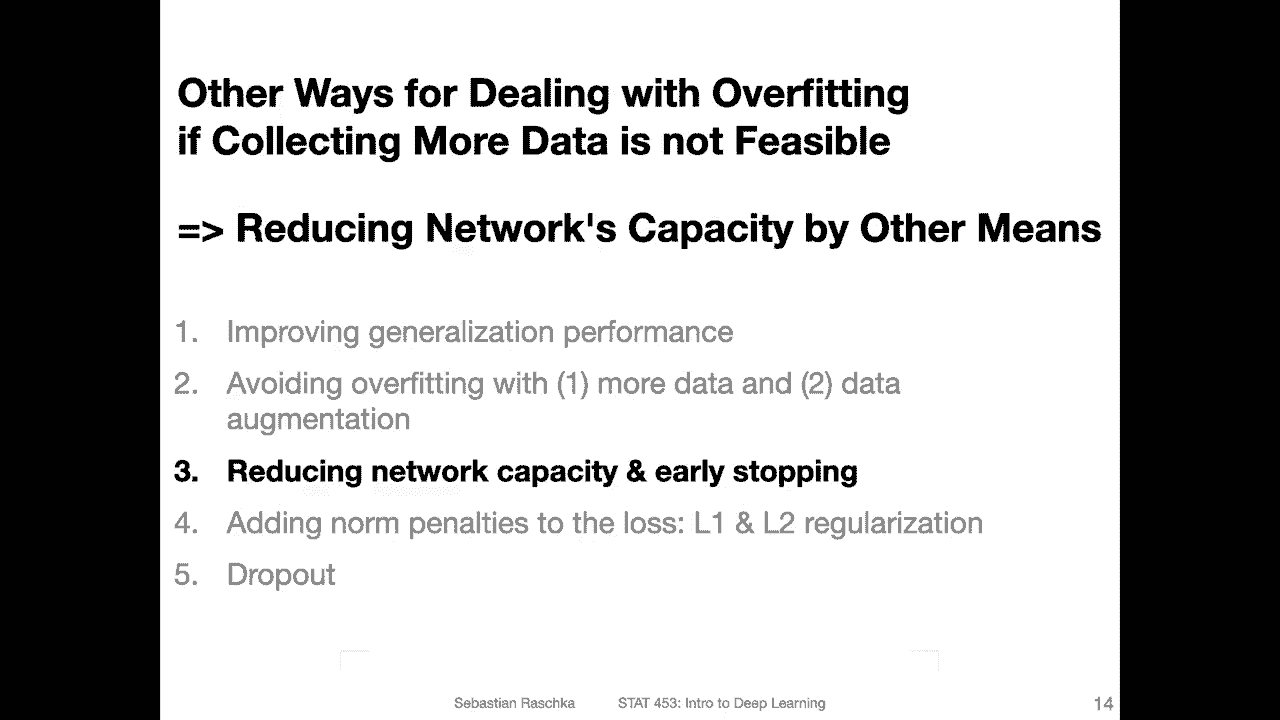 Other Ways for Dealing with Overfitting
if Collecting More Data is not Feasible
=> Reducing Network's Capacity by Other Means
1. Improving generalization performance
2. Avoiding overfitting with (1) more data and (2) data
augmentation
3. Reducing network capacity & early stopping
4. Adding norm penalties to the loss: L1 & L2 regularization
5. Dropout
Sebastian Raschka STAT 453: Intro to Deep Learning 14